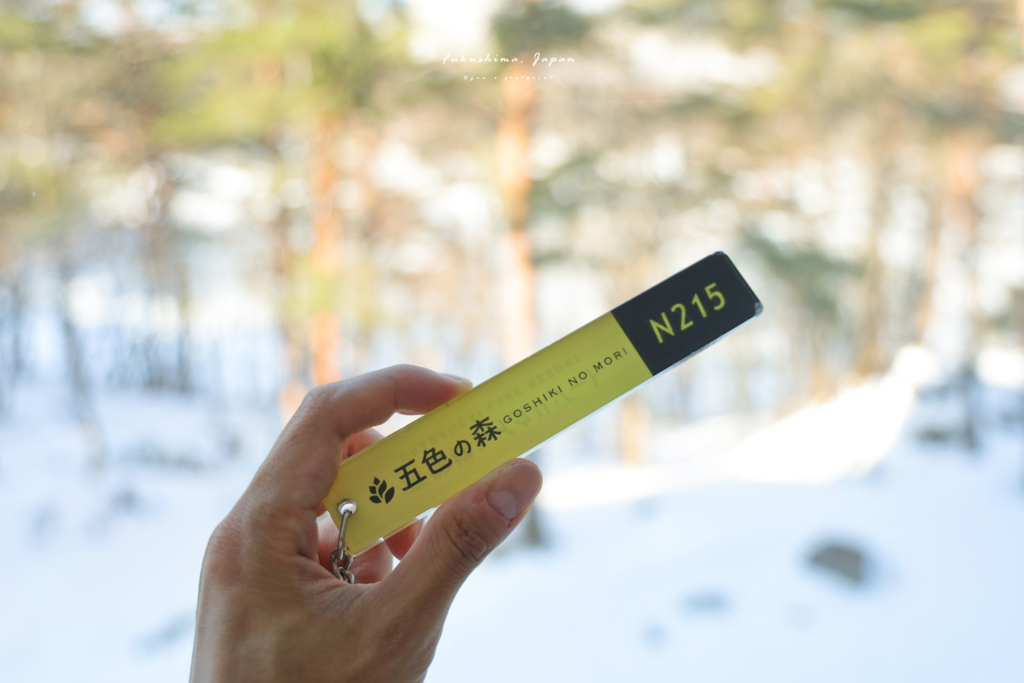 Fukushima, Japan
N215
五色の森 GOSHIKI NO MORI